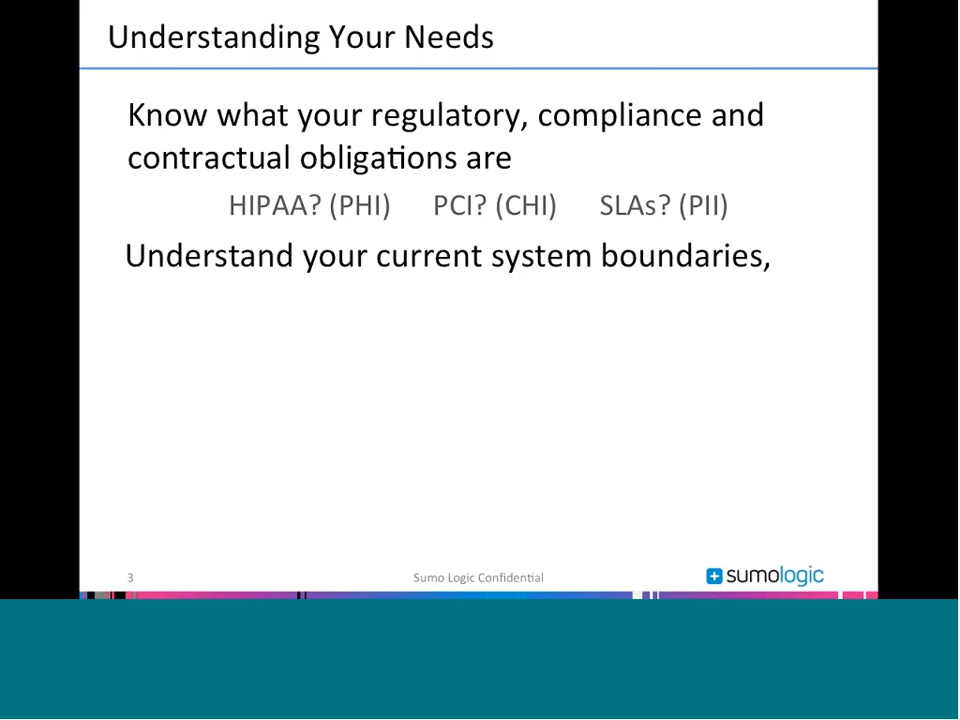 Understanding Your Needs
Know what your regulatory, compliance and
contractual obligations are
HIPAA? (PHI) PCI? (CHI) SLAs? (PII)
Understand your current system boundaries,
3 Sumo Logic Confidential sumologic